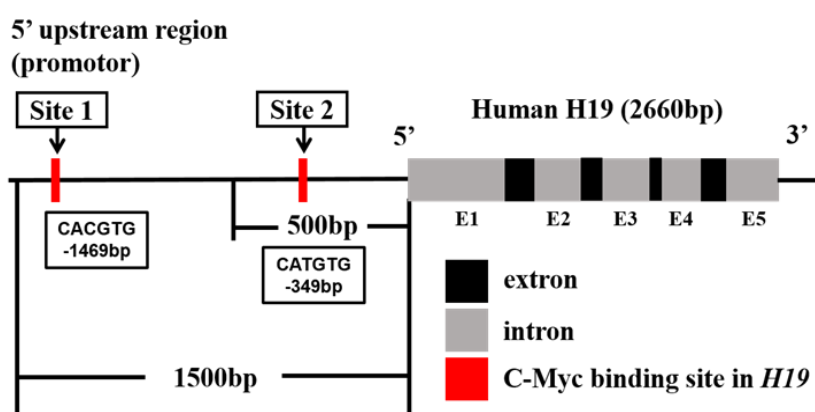 5’ upstream region
(promotor)
Site 1
Site 2
Human H19 (2660bp)
5’
3’
CACGTG
-1469bp
500bp
CATGTG
-349bp
E1
E2
E3
E4
E5
extron
intron
C-Myc binding site in H19
1500bp